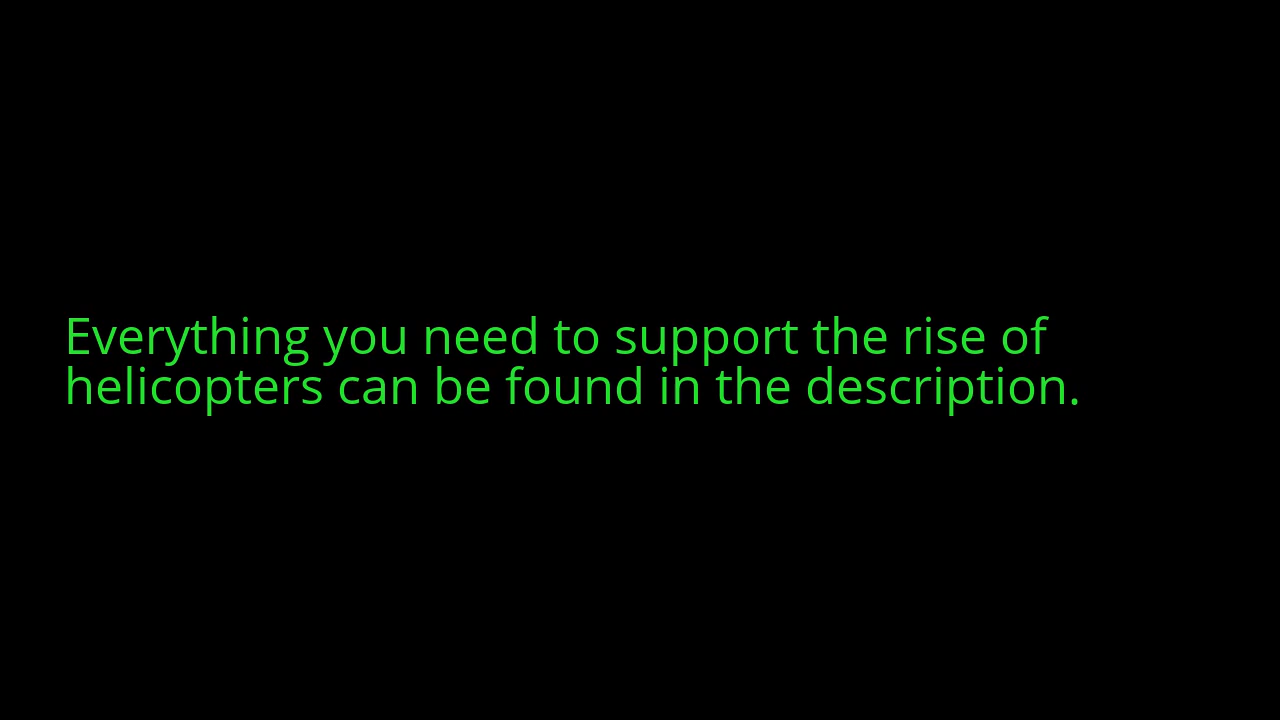 Everything you need to support the rise of
helicopters can be found in the description.